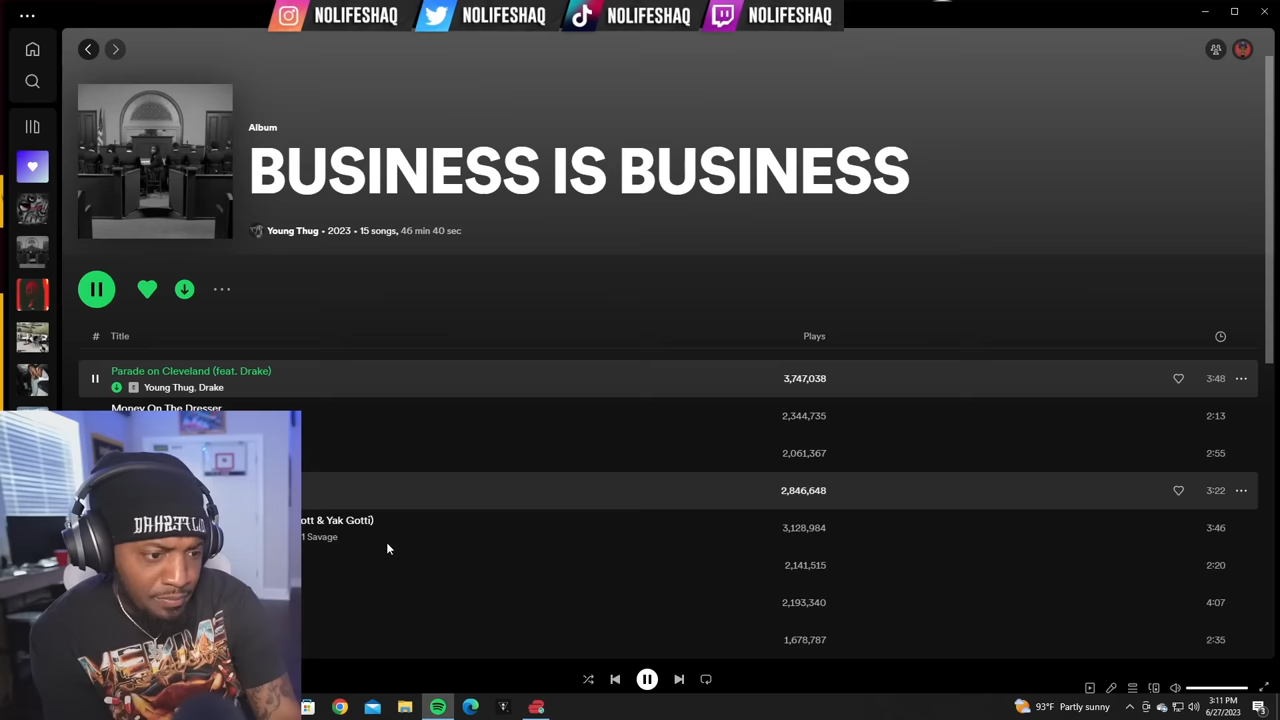 NOLIFESHAQ NOLIFESHAQ NOLIFESHAQ NOLIFESHAQ
Album
BUSINESS IS BUSINESS
Young Thug • 2023 • 15 songs, 46 min 40 sec
# Title Plays
Parade on Cleveland (feat. Drake)
E Young Thug, Drake 3,747,038 3:48
Money On The Dresser
2,344,735 2:13
2,061,367 2:55
2,846,648 3:22
ott & Yak Gotti)
1 Savage 3,128,984 3:46
2,141,515 2:20
2,193,340 4:07
1,678,787 2:35
93°F Partly sunny
3:11 PM
6/27/2023